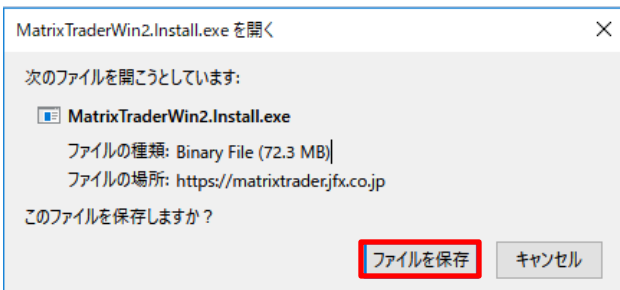 MatrixTraderWin2.Install.exe を開く
次のファイルを開こうとしています:
MatrixTraderWin2.Install.exe
ファイルの種類: Binary File (72.3 MB)
ファイルの場所: https://matrixtrader.jfx.co.jp
このファイルを保存しますか？
ファイルを保存 キャンセル